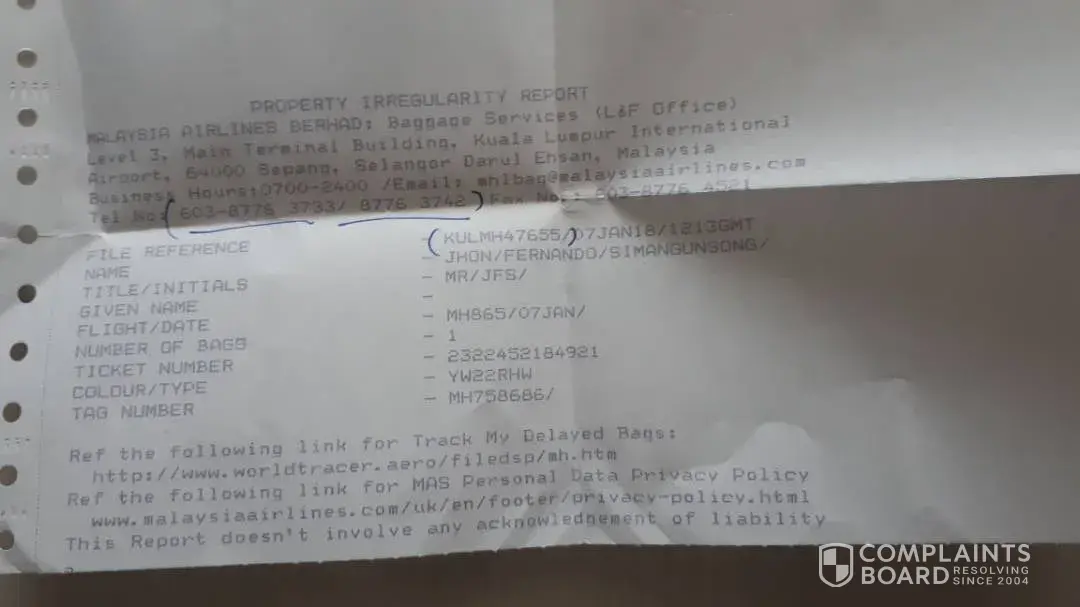 PROPERTY IRREGULARITY REPORT
MALAYSIA AIRLINES BERHAD: Baggage Services (L&F Office)
Level 3, Main Terminal Building, Kuala Lumpur International
Airport, 64000 Sepang, Selangor Darul Ehsan, Malaysia
Business Hours:0700-2400 /Email: mhlbag@malaysiaairlines.com
Tel No: 603-8776 3733/ 8776 3742 Fax No.: 603-8776 4521
FILE REFERENCE - KULMH47655/07JAN18/1213GMT
NAME - JHON/FERNANDO/SIMANGUNSONG/
TITLE/INITIALS - MR/JFS/
GIVEN NAME -
FLIGHT/DATE - MH865/07JAN/
NUMBER OF BAGS - 1
TICKET NUMBER - 2322452184921
COLOUR/TYPE - YW22RHW
TAG NUMBER - MH758686/
Ref the following link for Track My Delayed Bags:
http://www.worldtracer.aero/filedsp/mh.htm
Ref the following link for MAS Personal Data Privacy Policy
www.malaysiaairlines.com/uk/en/footer/privacy-policy.html
This Report doesn't involve any acknowledgement of liability
COMPLAINTS
BOARD RESOLVING SINCE 2004